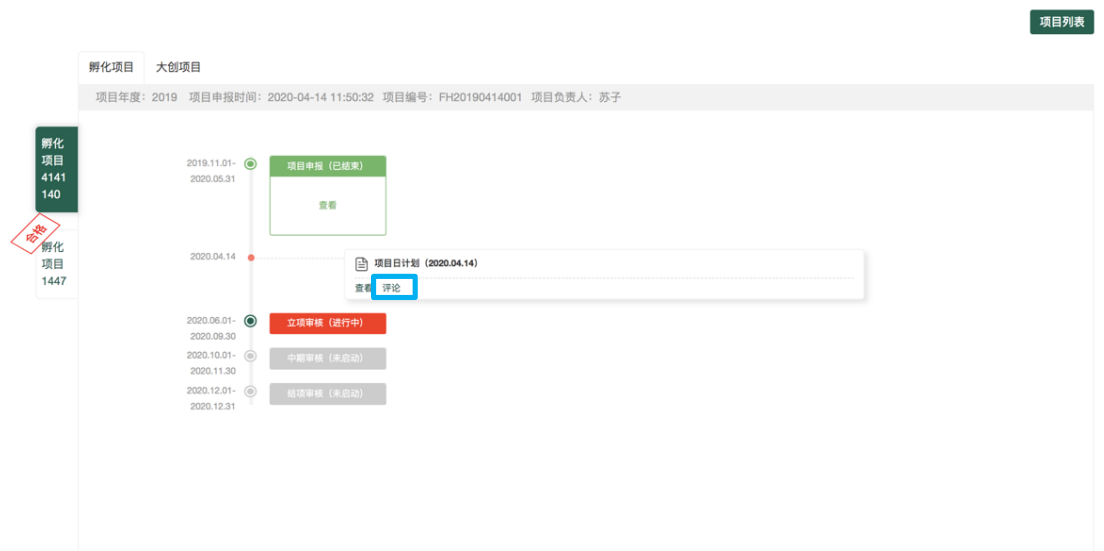 项目列表
孵化项目 大创项目
项目年度：2019 项目申报时间：2020-04-14 11:50:32 项目编号：FH20190414001 项目负责人：苏子
孵化
项目
4141
140
合格
孵化
项目
1447
2019.11.01-
2020.05.31
项目申报（已结束）
查看
2020.04.14
项目日计划（2020.04.14）
查看 评论
2020.06.01-
2020.09.30
立项审核（进行中）
2020.10.01-
2020.11.30
中期审核（未启动）
2020.12.01-
2020.12.31
结项审核（未启动）